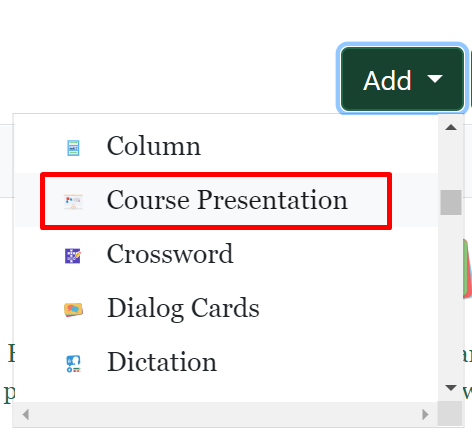 Add
Column
Course Presentation
Crossword
Dialog Cards
Dictation